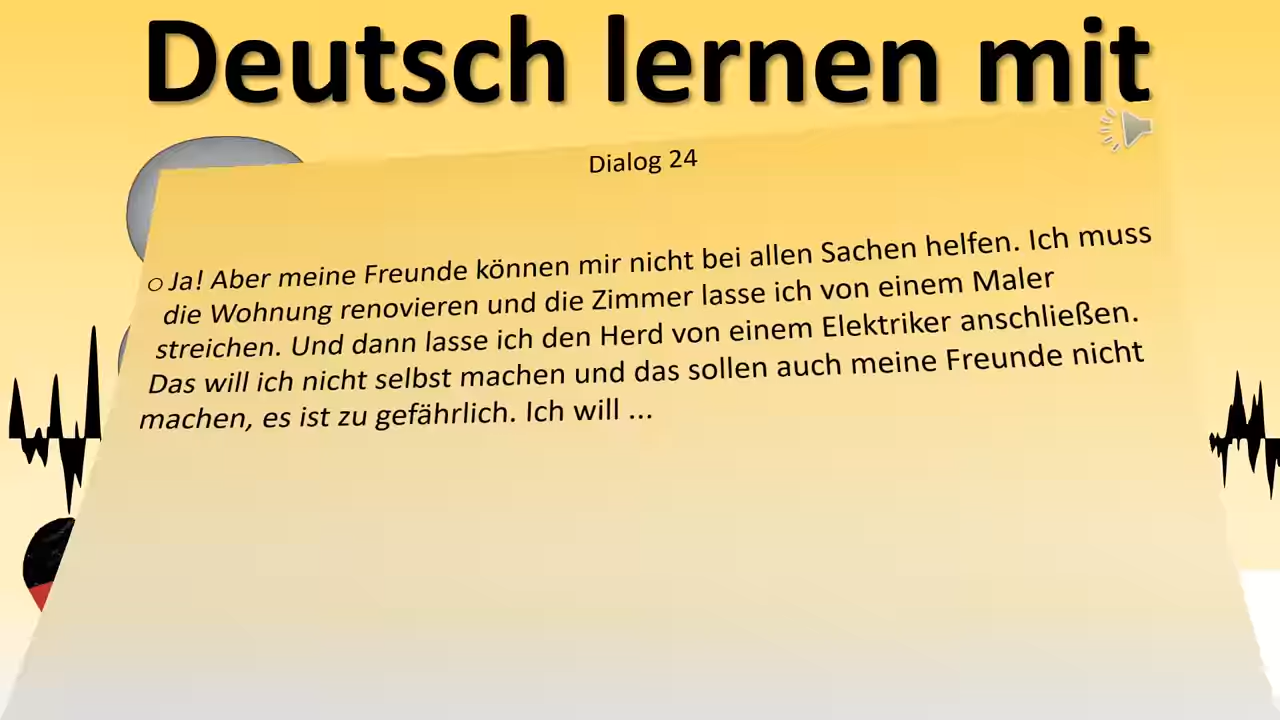 Deutsch lernen mit
Dialog 24
○ Ja! Aber meine Freunde können mir nicht bei allen Sachen helfen. Ich muss
die Wohnung renovieren und die Zimmer lasse ich von einem Maler
streichen. Und dann lasse ich den Herd von einem Elektriker anschließen.
Das will ich nicht selbst machen und das sollen auch meine Freunde nicht
machen, es ist zu gefährlich. Ich will ...